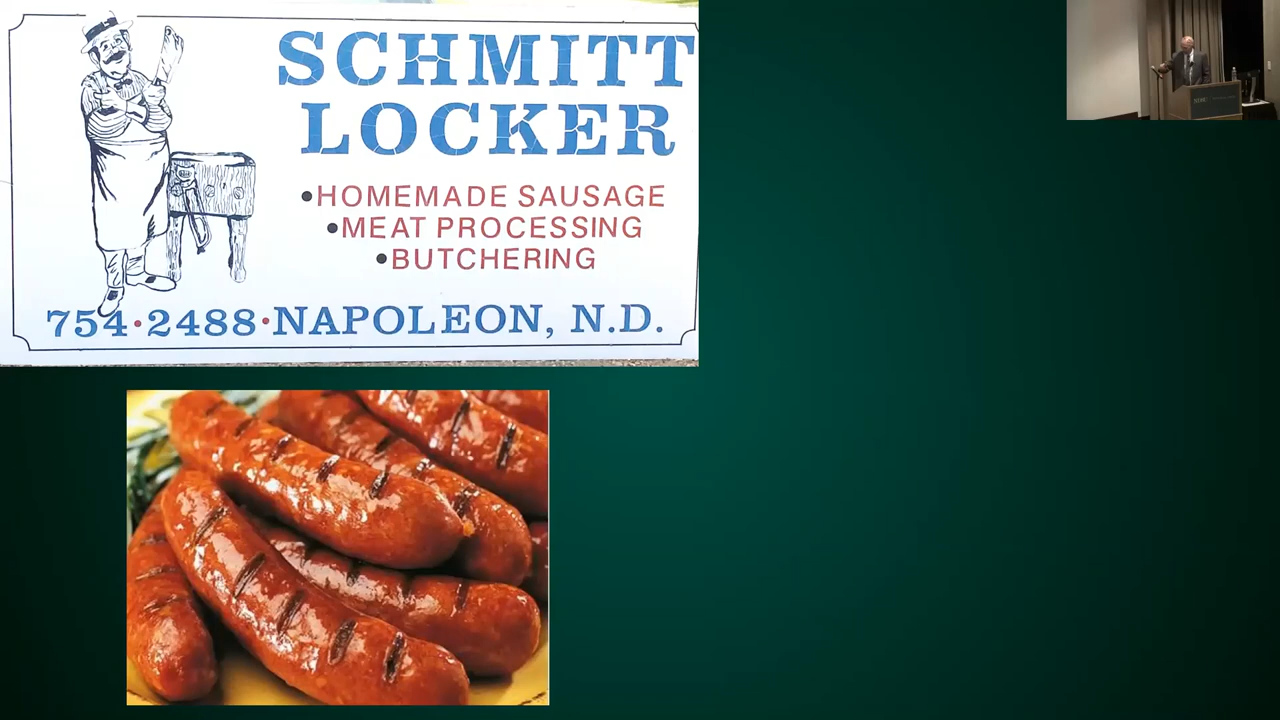 SCHMITT
LOCKER
•HOMEMADE SAUSAGE
•MEAT PROCESSING
•BUTCHERING
754•2488•NAPOLEON, N.D.